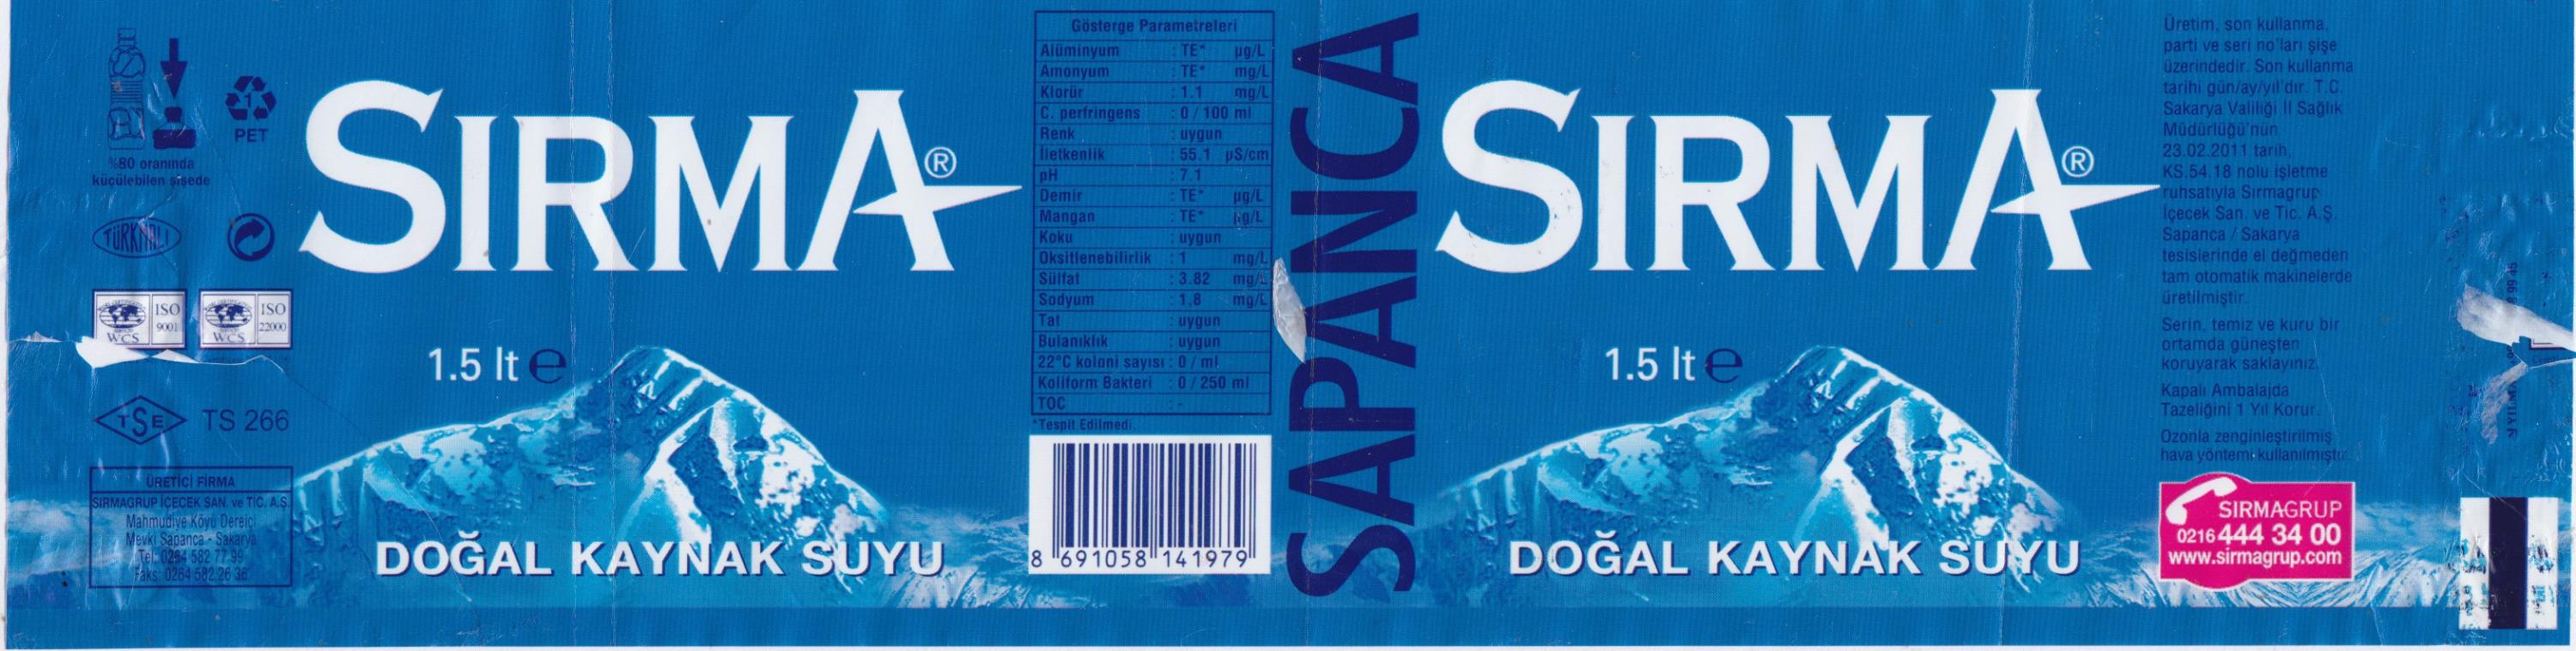 %80 oranında
küçülebilen şişede
1
PET
TÜRK MALI
WCS
ISO
9001
WCS
ISO
22000
TSE
TS 266
ÜRETİCİ FİRMA
SIRMAGRUP İÇECEK SAN. ve TİC. A.Ş.
Mahmudiye Köyü Dereiçi
Mevki Sapanca - Sakarya
Tel: 0264 582 77 99
Faks: 0264 582 26 36
SIRMA®
1.5 lt e
DOĞAL KAYNAK SUYU
Gösterge Parametreleri
Alüminyum : TE* µg/L
Amonyum : TE* mg/L
Klorür : 1.1 mg/L
C. perfringens : 0 / 100 ml
Renk : uygun
İletkenlik : 55.1 µS/cm
pH : 7.1
Demir : TE* µg/L
Mangan : TE* µg/L
Koku : uygun
Oksitlenebilirlik : 1 mg/L
Sülfat : 3.82 mg/L
Sodyum : 1.8 mg/L
Tat : uygun
Bulanıklık : uygun
22°C koloni sayısı : 0 / ml
Koliform Bakteri : 0 / 250 ml
TOC : -
*Tespit Edilmedi.
8 691058 141979
SAPANCA
SIRMA®
1.5 lt e
DOĞAL KAYNAK SUYU
Üretim, son kullanma,
parti ve seri no'ları şişe
üzerindedir. Son kullanma
tarihi gün/ay/yıl'dır. T.C.
Sakarya Valiliği İl Sağlık
Müdürlüğü'nün
23.02.2011 tarih,
KS.54.18 nolu işletme
ruhsatıyla Sırmagrup
İçecek San. ve Tic. A.Ş.
Sapanca / Sakarya
tesislerinde el değmeden
tam otomatik makinelerde
üretilmiştir.
Serin, temiz ve kuru bir
ortamda güneşten
koruyarak saklayınız.
Kapalı Ambalajda
Tazeliğini 1 Yıl Korur.
Ozonla zenginleştirilmiş
hava yöntemi kullanılmıştır.
SIRMAGRUP
0216 444 34 00
www.sirmagrup.com